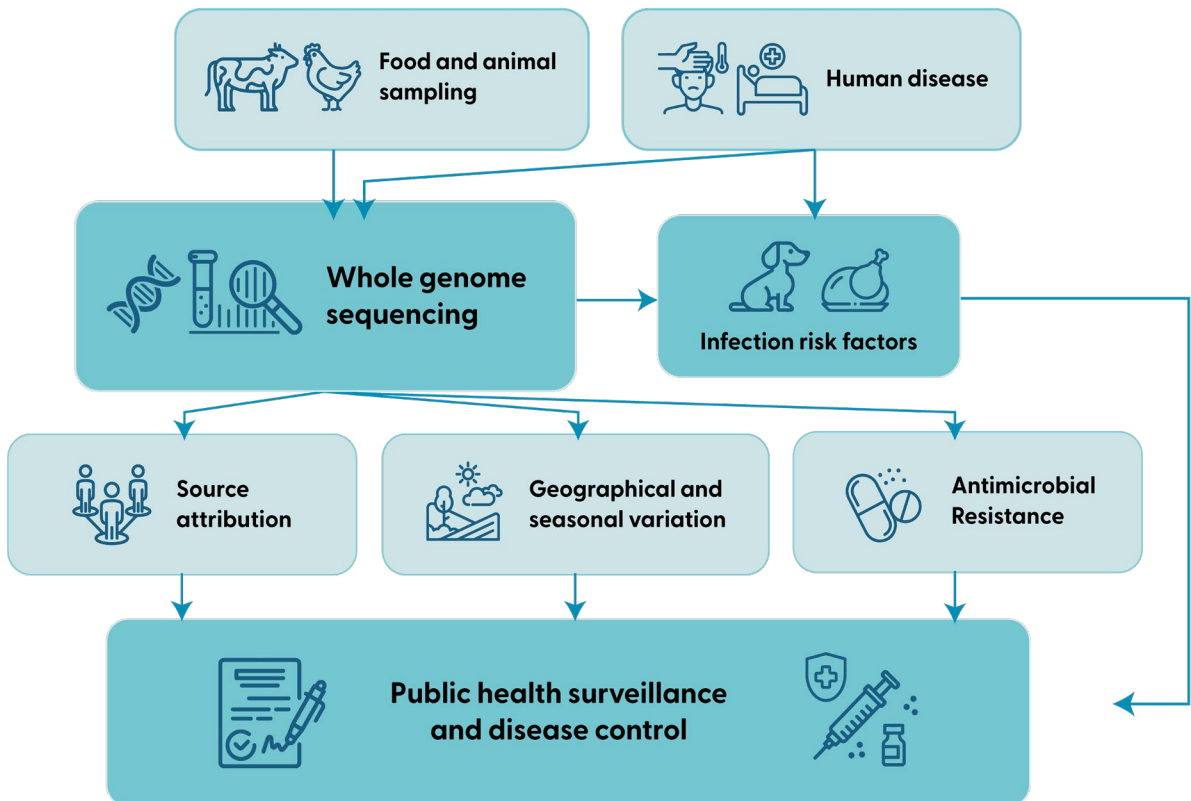 Food and animal
sampling
Human disease
Whole genome
sequencing
Infection risk factors
Source
attribution
Geographical and
seasonal variation
Antimicrobial
Resistance
Public health surveillance
and disease control